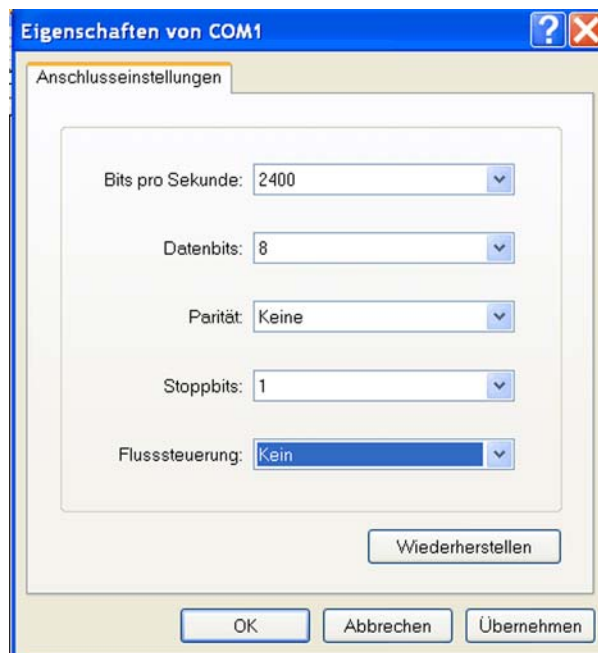 Eigenschaften von COM1
Anschlusseinstellungen
Bits pro Sekunde: 2400
Datenbits: 8
Parität: Keine
Stoppbits: 1
Flusssteuerung: Kein
Wiederherstellen
OK Abbrechen Übernehmen